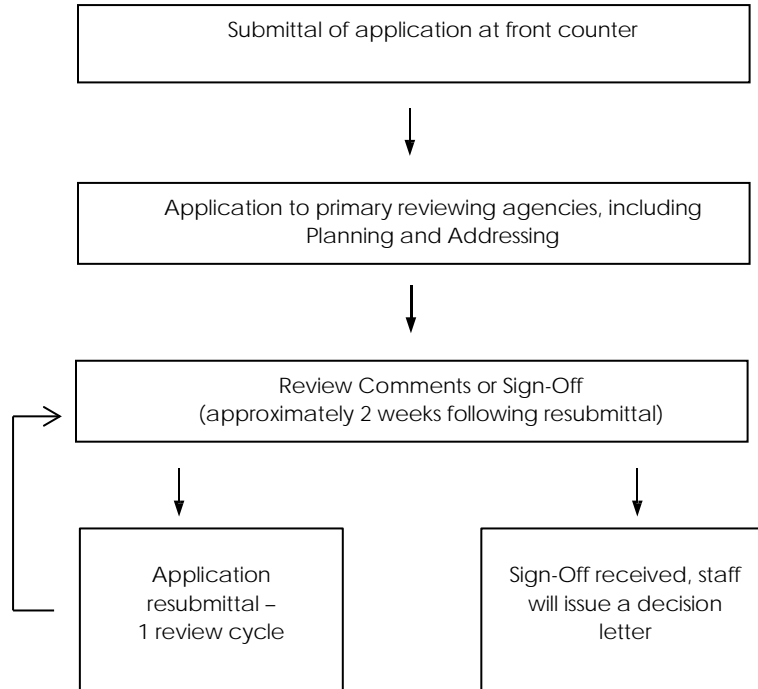 Submittal of application at front counter
Application to primary reviewing agencies, including
Planning and Addressing
Review Comments or Sign-Off
(approximately 2 weeks following resubmittal)
Application
resubmittal –
1 review cycle
Sign-Off received, staff
will issue a decision
letter